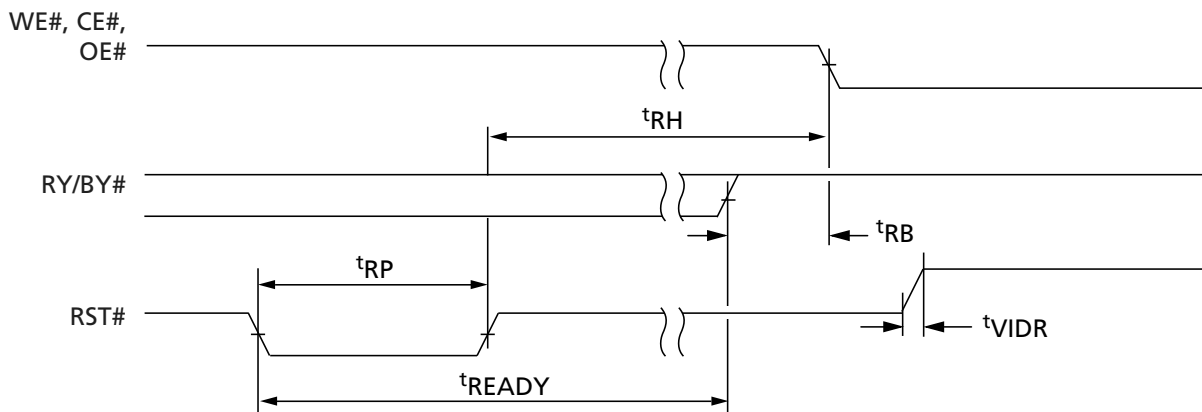 WE#, CE#,
OE#
tRH
RY/BY#
tRB
tRP
RST#
tVIDR
tREADY